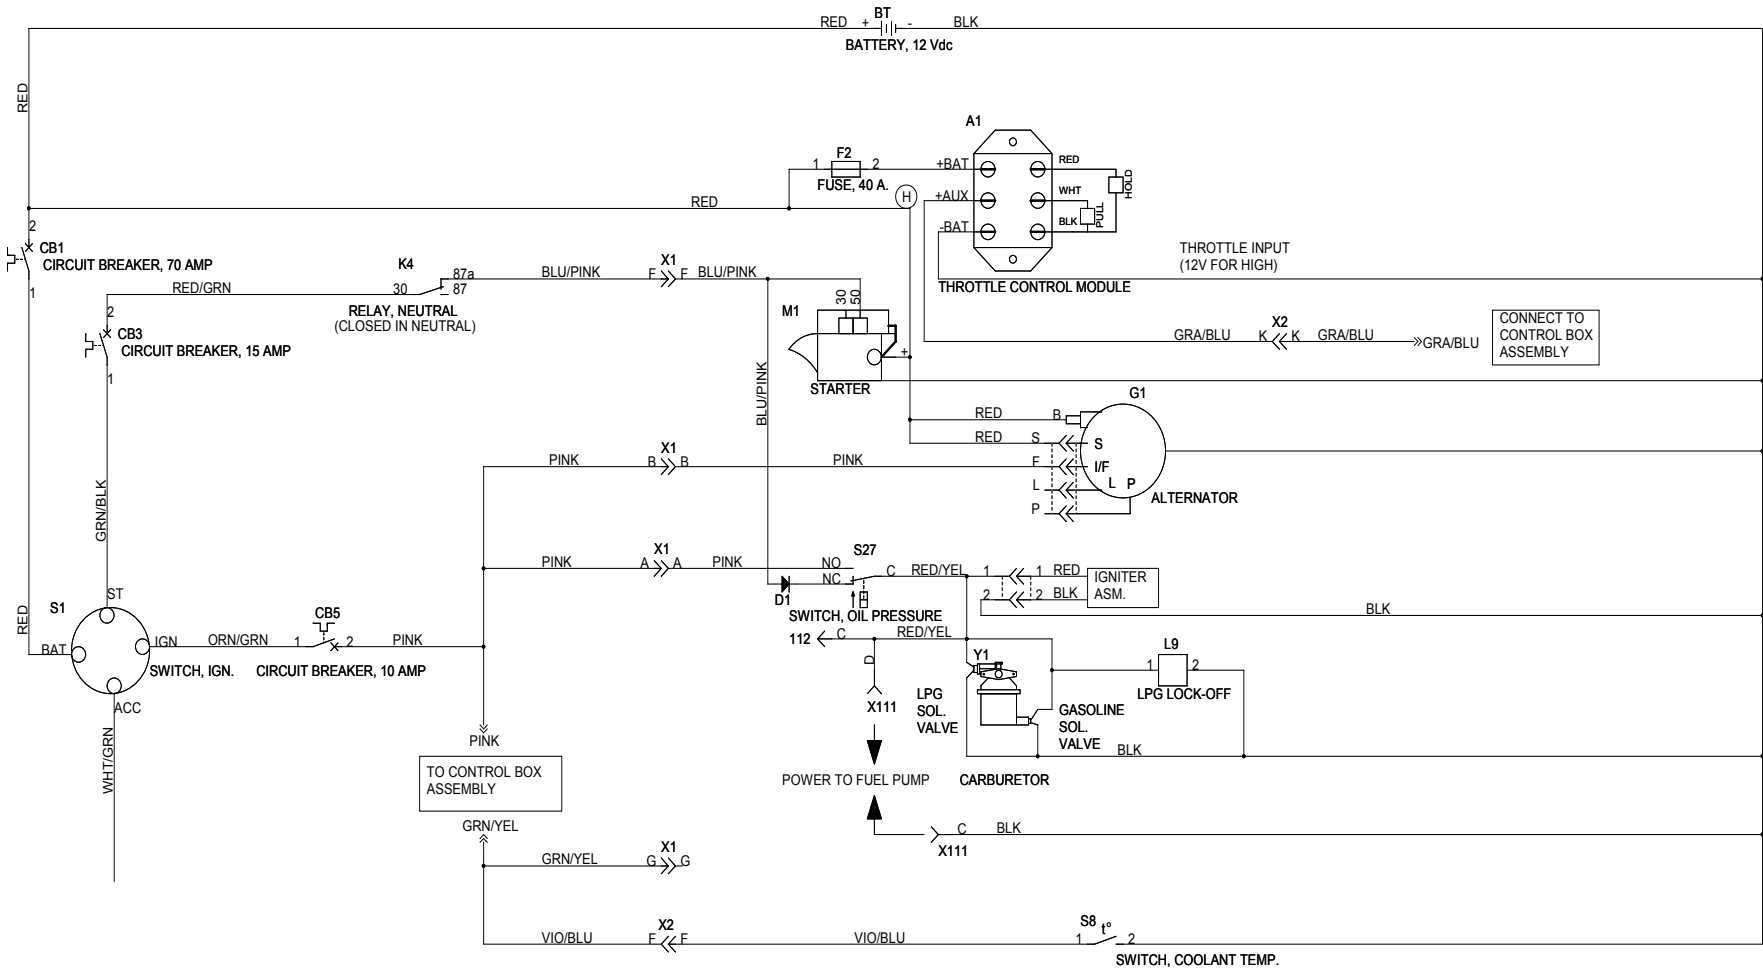 BT
RED + - BLK
BATTERY, 12 Vdc
RED
A1
F2
1 2
FUSE, 40 A.
+BAT
RED
HOLD
H
+AUX
WHT
RED
BLK
PULL
-BAT
2
CB1
CIRCUIT BREAKER, 70 AMP
1
THROTTLE INPUT
(12V FOR HIGH)
K4
87a
30 87
RED/GRN
BLU/PINK
X1
F F
BLU/PINK
THROTTLE CONTROL MODULE
RELAY, NEUTRAL
(CLOSED IN NEUTRAL)
2
CB3
CIRCUIT BREAKER, 15 AMP
1
M1
30
50
+
STARTER
X2
GRA/BLU K K GRA/BLU
GRA/BLU
CONNECT TO
CONTROL BOX
ASSEMBLY
BLU/PINK
G1
RED B
RED S
S
X1
PINK B B PINK
F
I/F
L
L P
P
ALTERNATOR
GRN/BLK
X1
PINK A A PINK
S27
NO
NC
C RED/YEL
D1
SWITCH, OIL PRESSURE
1 1 RED
2 2 BLK
IGNITER
ASM.
BLK
RED
S1
ST
BAT
IGN
ACC
SWITCH, IGN.
ORN/GRN
CB5
1 2
PINK
CIRCUIT BREAKER, 10 AMP
112 C RED/YEL
D
X111
Y1
LPG
SOL.
VALVE
GASOLINE
SOL.
VALVE
L9
1 2
LPG LOCK-OFF
BLK
WHT/GRN
PINK
TO CONTROL BOX
ASSEMBLY
POWER TO FUEL PUMP
CARBURETOR
GRN/YEL
C BLK
X111
X1
GRN/YEL G G
X2
VIO/BLU F F VIO/BLU
S8 t°
1 2
SWITCH, COOLANT TEMP.